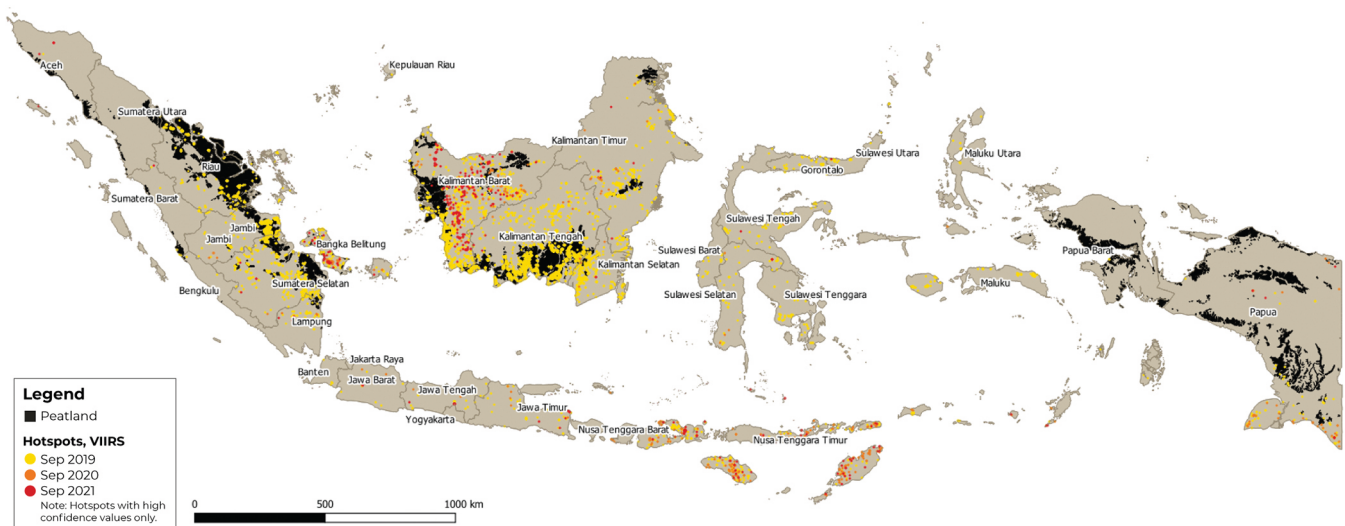 Kepulauan Riau
Aceh
Sumatera Utara
Kalimantan Timur
Sulawesi Utara
Maluku Utara
Riau
Gorontalo
Kalimantan Barat
Sumatera Barat
Sulawesi Tengah
Jambi
Kalimantan Tengah
Jambi
Bangka Belitung
Sulawesi Barat
Papua Barat
Kalimantan Selatan
Sumatera Selatan
Maluku
Bengkulu
Sulawesi Selatan
Sulawesi Tenggara
Papua
Lampung
Jakarta Raya
Banten
Jawa Barat
Jawa Tengah
Jawa Timur
Yogyakarta
Nusa Tenggara Barat
Nusa Tenggara Timur
Legend
Peatland
Hotspots, VIIRS
Sep 2019
Sep 2020
Sep 2021
Note: Hotspots with high
confidence values only.
0 500 1000 km